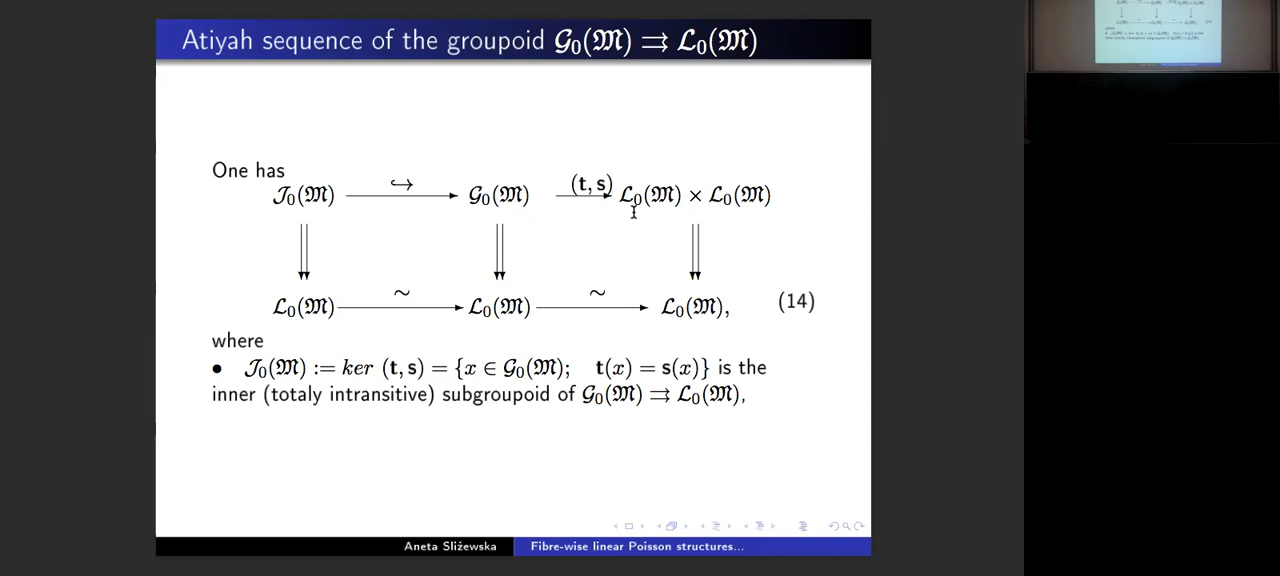 Atiyah sequence of the groupoid 𝒢₀(𝔐) ⇉ ℒ₀(𝔐)
One has
𝒥₀(𝔐) ↪ 𝒢₀(𝔐) (t, s) ℒ₀(𝔐) × ℒ₀(𝔐)
ℒ₀(𝔐) ∼ ℒ₀(𝔐) ∼ ℒ₀(𝔐), (14)
where
• 𝒥₀(𝔐) := ker (t, s) = {x ∈ 𝒢₀(𝔐); t(x) = s(x)} is the
inner (totaly intransitive) subgroupoid of 𝒢₀(𝔐) ⇉ ℒ₀(𝔐),
Aneta Sliżewska Fibre-wise linear Poisson structures...